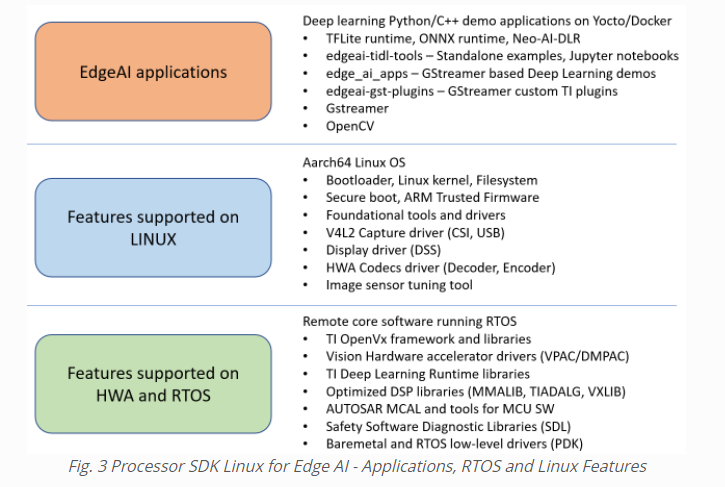 EdgeAI applications
Deep learning Python/C++ demo applications on Yocto/Docker
• TFLite runtime, ONNX runtime, Neo-AI-DLR
• edgeai-tidl-tools – Standalone examples, Jupyter notebooks
• edge_ai_apps – GStreamer based Deep Learning demos
• edgeai-gst-plugins – GStreamer custom TI plugins
• Gstreamer
• OpenCV
Features supported on
LINUX
Aarch64 Linux OS
• Bootloader, Linux kernel, Filesystem
• Secure boot, ARM Trusted Firmware
• Foundational tools and drivers
• V4L2 Capture driver (CSI, USB)
• Display driver (DSS)
• HWA Codecs driver (Decoder, Encoder)
• Image sensor tuning tool
Features supported on
HWA and RTOS
Remote core software running RTOS
• TI OpenVx framework and libraries
• Vision Hardware accelerator drivers (VPAC/DMPAC)
• TI Deep Learning Runtime libraries
• Optimized DSP libraries (MMALIB, TIADALG, VXLIB)
• AUTOSAR MCAL and tools for MCU SW
• Safety Software Diagnostic Libraries (SDL)
• Baremetal and RTOS low-level drivers (PDK)
Fig. 3 Processor SDK Linux for Edge AI - Applications, RTOS and Linux Features